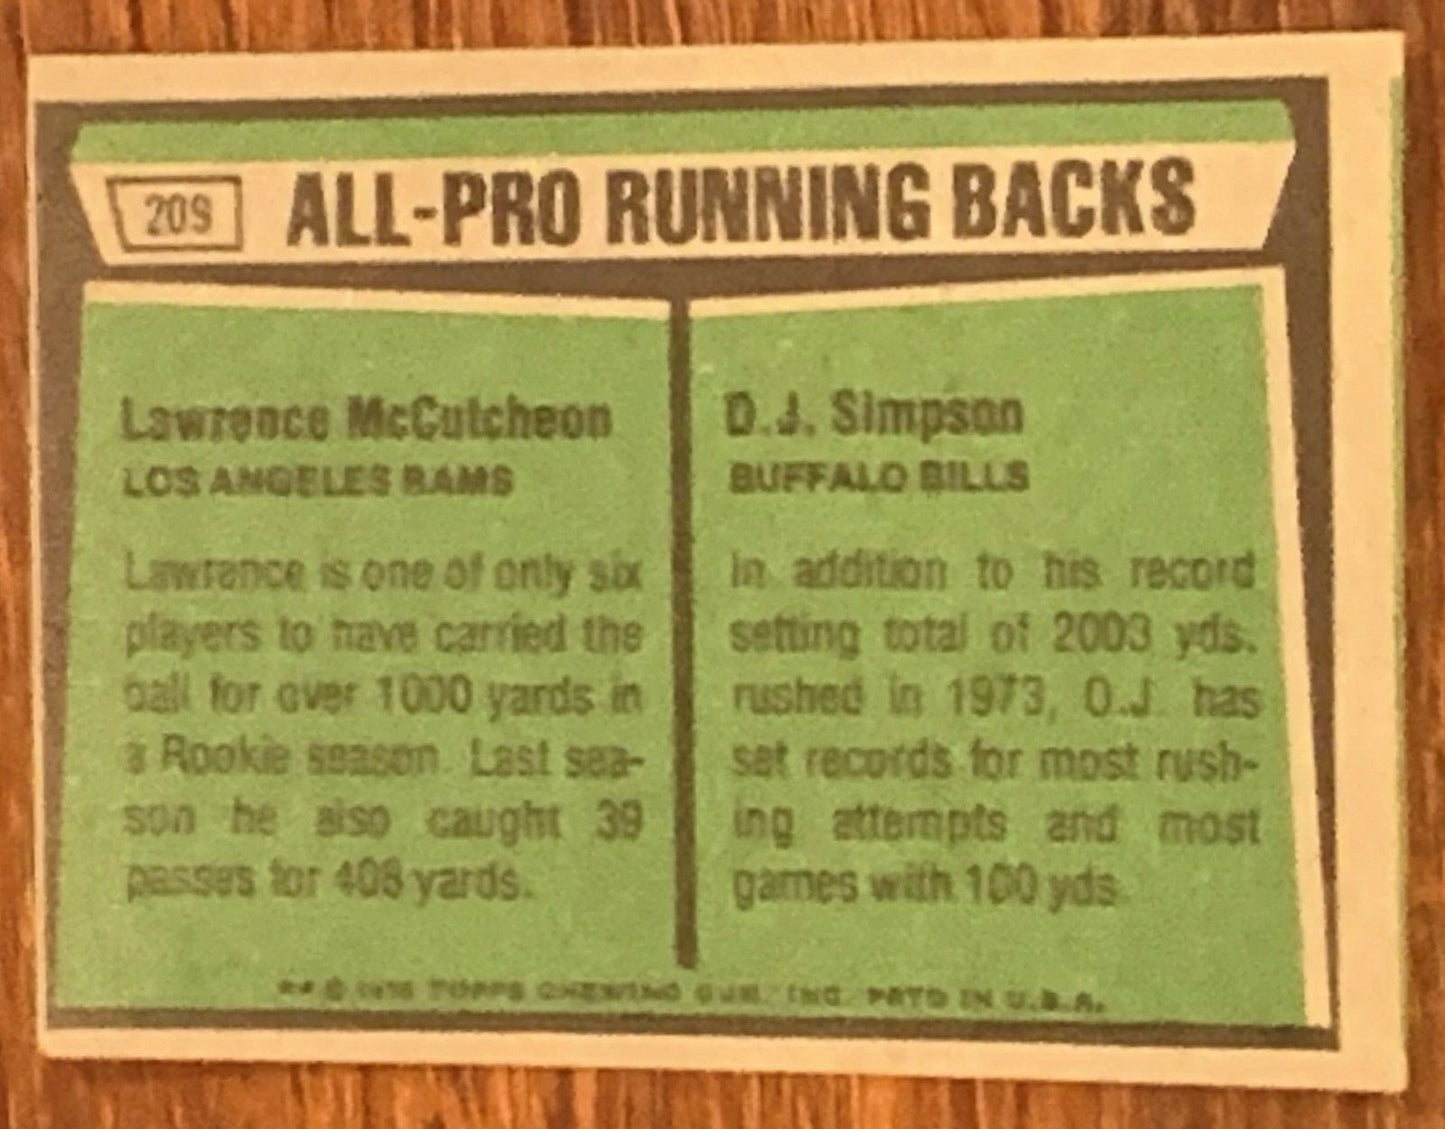 209
ALL-PRO RUNNING BACKS
Lawrence McCutcheon
LOS ANGELES RAMS
Lawrence is one of only six
players to have carried the
ball for over 1000 yards in
a Rookie season. Last sea-
son he also caught 39
passes for 408 yards.
O.J. Simpson
BUFFALO BILLS
In addition to his record
setting total of 2003 yds.
rushed in 1973, O.J. has
set records for most rush-
ing attempts and most
games with 100 yds.
© 1975 TOPPS CHEWING GUM, INC. PRTD IN U.S.A.